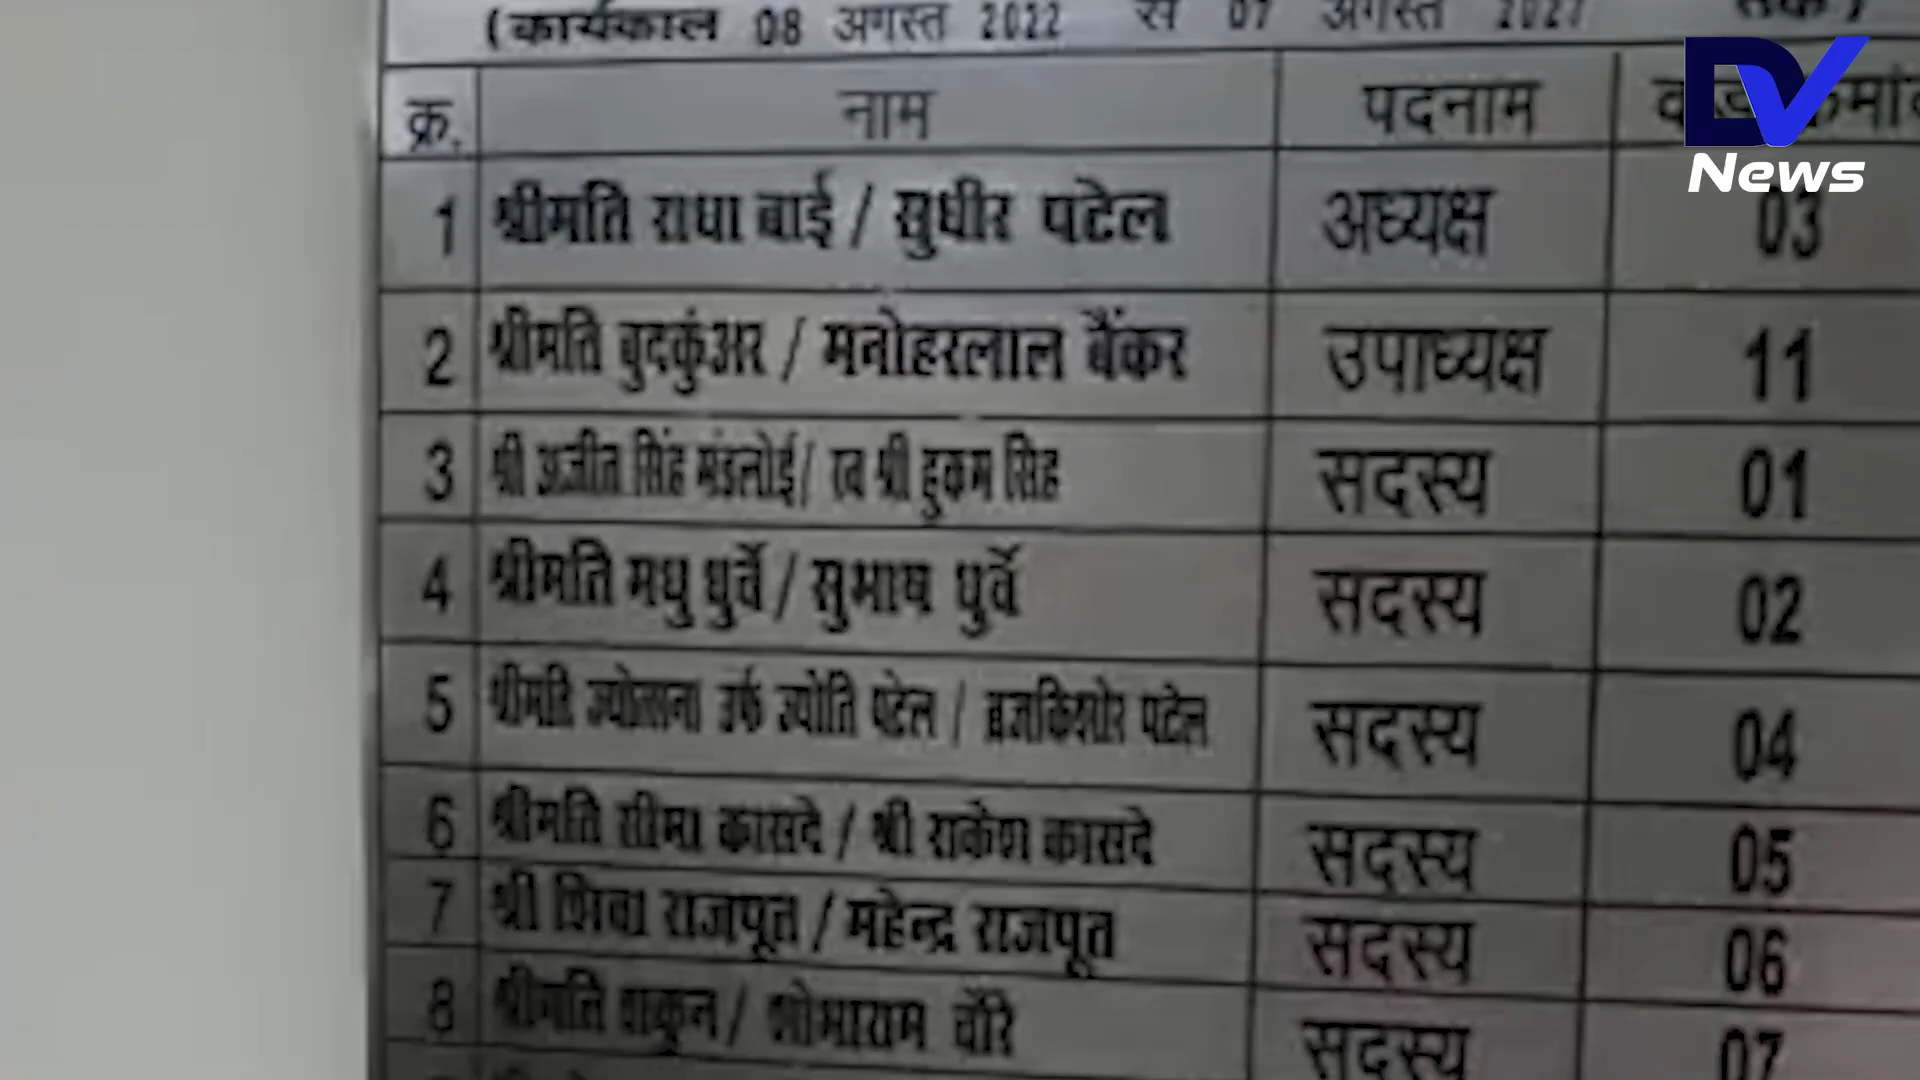 (कार्यकाल 08 अगस्त 2022 से 07 अगस्त 2027 तक)
क्र. नाम पदनाम
1 श्रीमति राधा बाई / सुधीर पटेल अध्यक्ष 03
2 श्रीमति बुदकुंअर / मनोहरलाल बैंकर उपाध्यक्ष 11
3 श्री अजीत सिंह मंडलोई/ स्व श्री हुकम सिंह सदस्य 01
4 श्रीमति मधु धुर्वे / सुभाष धुर्वे सदस्य 02
5 श्रीमति ज्योत्सना उर्फ ज्योति पटेल / ब्रजकिशोर पटेल सदस्य 04
6 श्रीमति सीमा कासदे / श्री राकेश कासदे सदस्य 05
7 श्री शिवा राजपूत / महेन्द्र राजपूत सदस्य 06
8 श्रीमति शकुन / शोभाराम चौरे सदस्य 07
DV
News